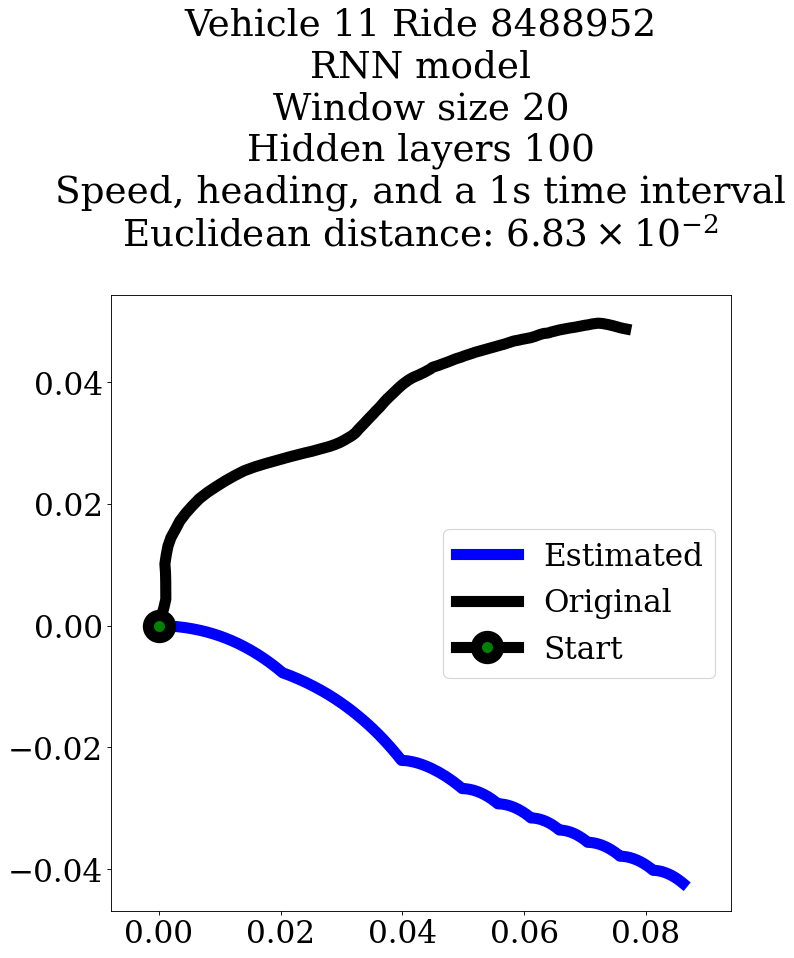 Vehicle 11 Ride 8488952
RNN model
Window size 20
Hidden layers 100
Speed, heading, and a 1s time interval
Euclidean distance: 6.83 × 10⁻²
0.04
0.02
0.00
−0.02
−0.04
Estimated
Original
Start
0.00 0.02 0.04 0.06 0.08